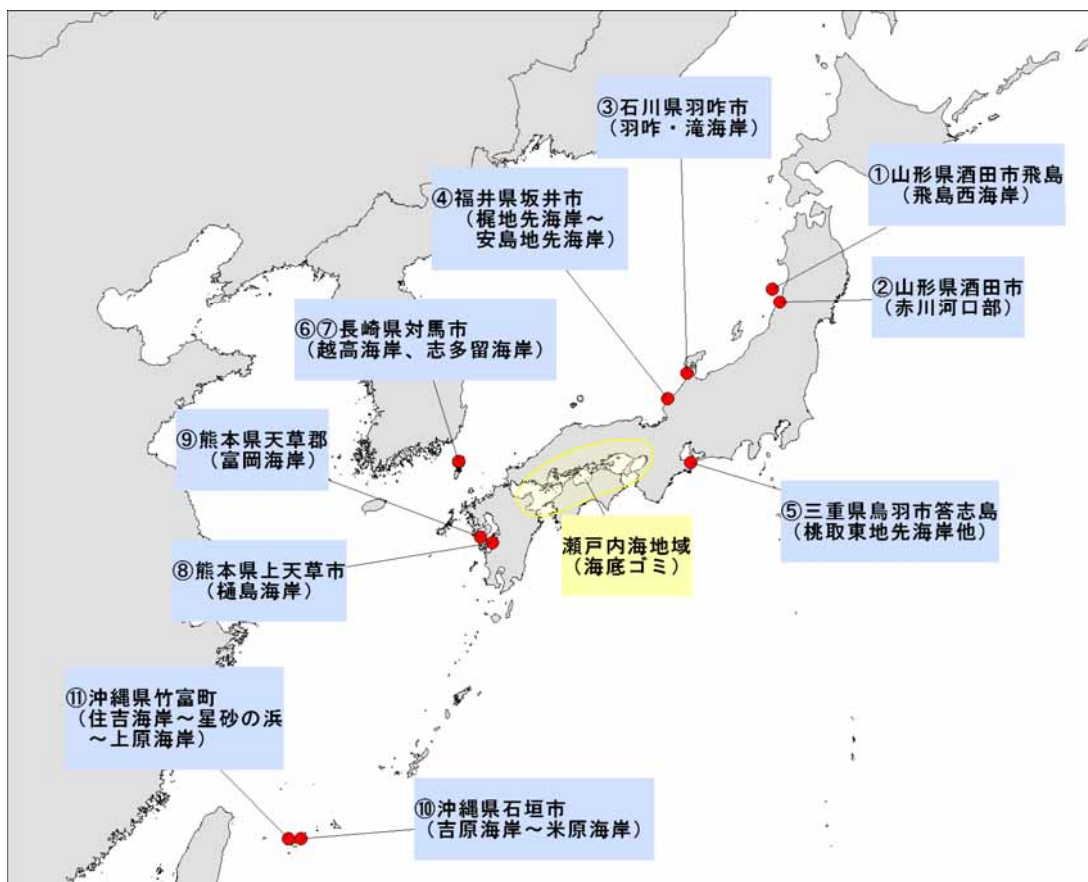 ③石川県羽咋市
（羽咋・滝海岸）
①山形県酒田市飛島
（飛島西海岸）
④福井県坂井市
（梶地先海岸～
安島地先海岸）
②山形県酒田市
（赤川河口部）
⑥⑦長崎県対馬市
（越高海岸、志多留海岸）
⑨熊本県天草郡
（富岡海岸）
⑤三重県鳥羽市答志島
（桃取東地先海岸他）
瀬戸内海地域
（海底ゴミ）
⑧熊本県上天草市
（樋島海岸）
⑪沖縄県竹富町
（住吉海岸～星砂の浜
～上原海岸）
⑩沖縄県石垣市
（吉原海岸～米原海岸）